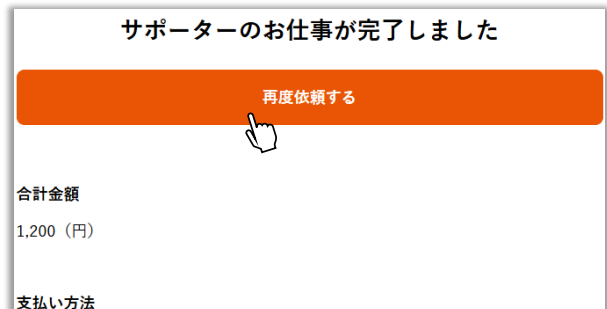 サポーターのお仕事が完了しました
再度依頼する
合計金額
1,200（円）
支払い方法